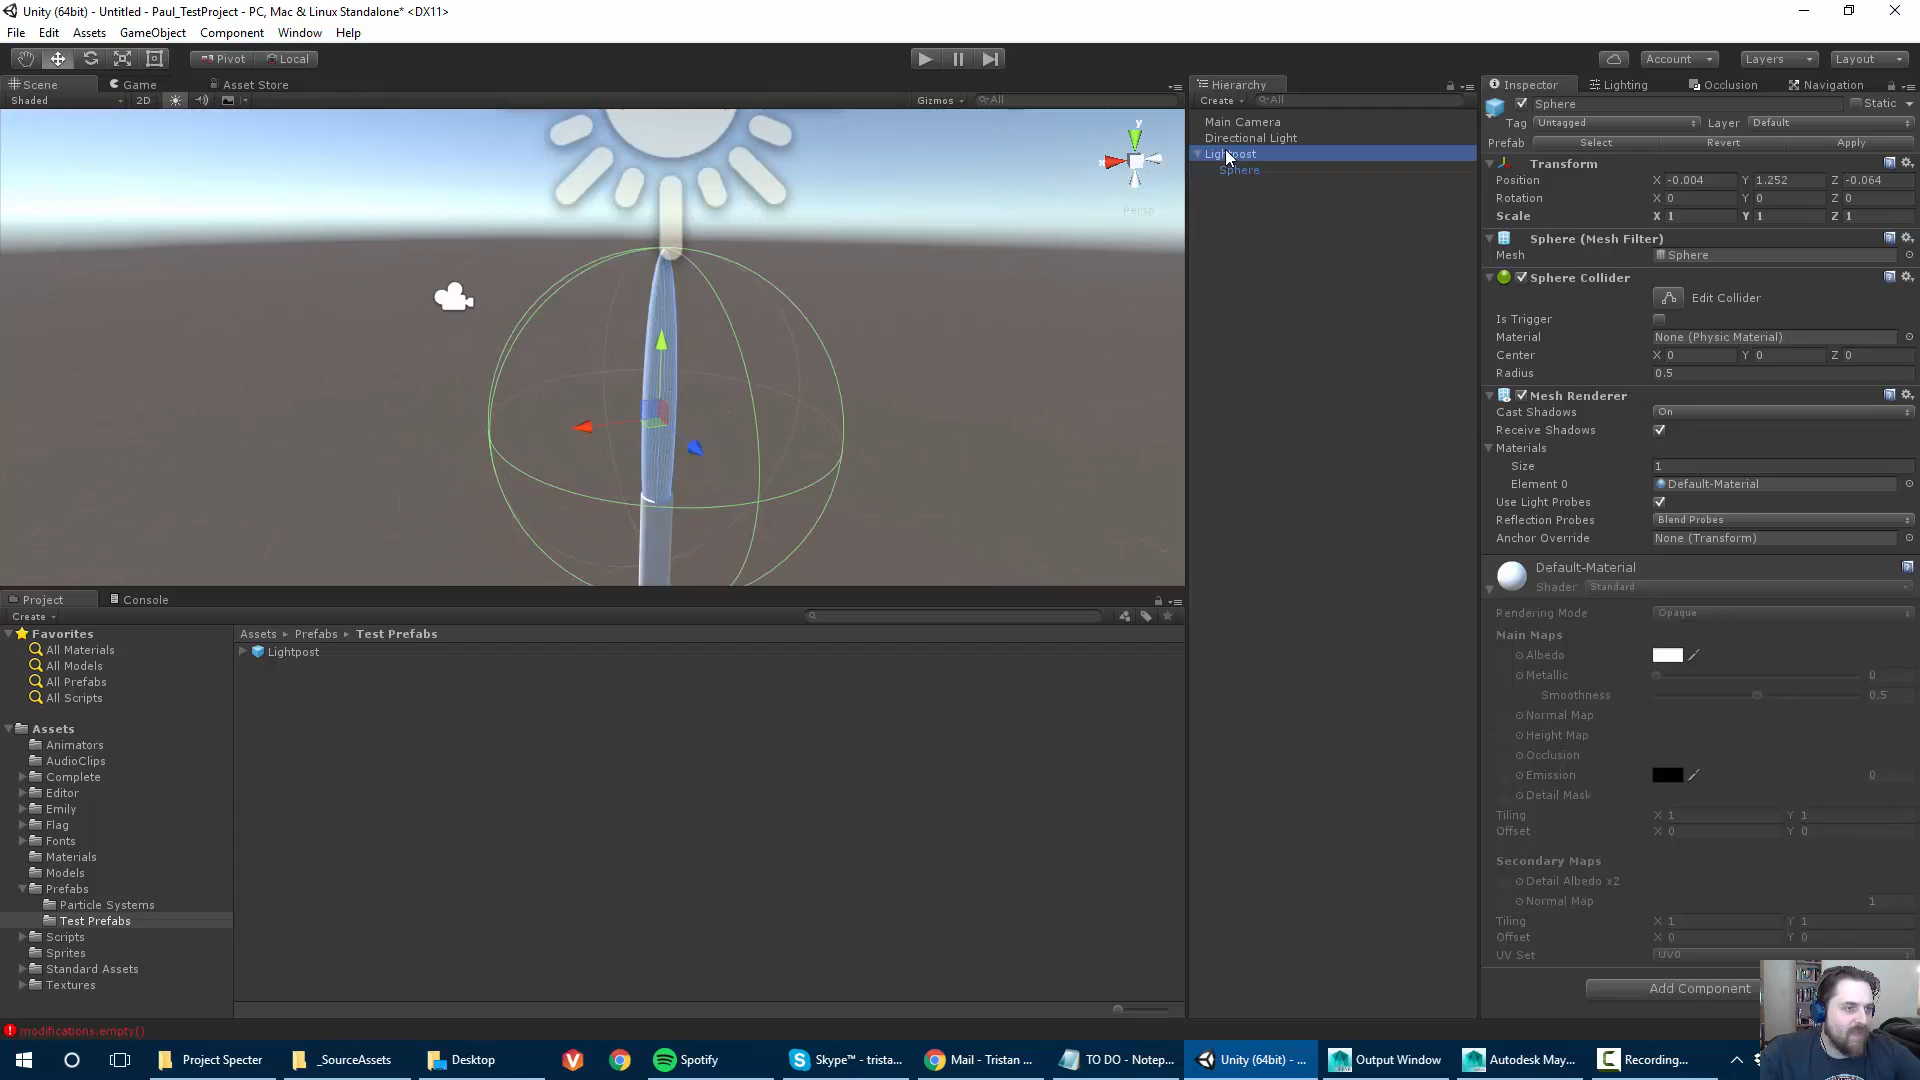 Unity (64bit) - Untitled - Paul_TestProject - PC, Mac & Linux Standalone* <DX11>
File Edit Assets GameObject Component Window Help
Pivot Local Account Layers Layout
Scene Game Asset Store
Shaded 2D Gizmos All
y
x
Persp
Hierarchy
Create All
Main Camera
Directional Light
Lightpost
Sphere
Inspector Lighting Occlusion Navigation
Sphere Static
Tag Untagged Layer Default
Prefab Select Revert Apply
Transform
Position X -0.004 Y 1.252 Z -0.064
Rotation X 0 Y 0 Z 0
Scale X 1 Y 1 Z 1
Sphere (Mesh Filter)
Mesh Sphere
Sphere Collider
Edit Collider
Is Trigger
Material None (Physic Material)
Center X 0 Y 0 Z 0
Radius 0.5
Mesh Renderer
Cast Shadows On
Receive Shadows
Materials
Size 1
Element 0 Default-Material
Use Light Probes
Reflection Probes Blend Probes
Anchor Override None (Transform)
Default-Material
Shader Standard
Rendering Mode Opaque
Main Maps
Albedo
Metallic 0
Smoothness 0.5
Normal Map
Height Map
Occlusion
Emission 0
Detail Mask
Tiling X 1 Y 1
Offset X 0 Y 0
Secondary Maps
Detail Albedo x2
Normal Map 1
Tiling X 1 Y 1
Offset X 0 Y 0
UV Set UV0
Add Component
Project Console
Create
Favorites
All Materials
All Models
All Prefabs
All Scripts
Assets
Animators
AudioClips
Complete
Editor
Emily
Flag
Fonts
Materials
Models
Prefabs
Particle Systems
Test Prefabs
Scripts
Sprites
Standard Assets
Textures
Assets Prefabs Test Prefabs
Lightpost
modifications.empty()
Project Specter _SourceAssets Desktop Spotify Skype™ - trista... Mail - Tristan ... TO DO - Notep... Unity (64bit) - ... Output Window Autodesk May... Recording...